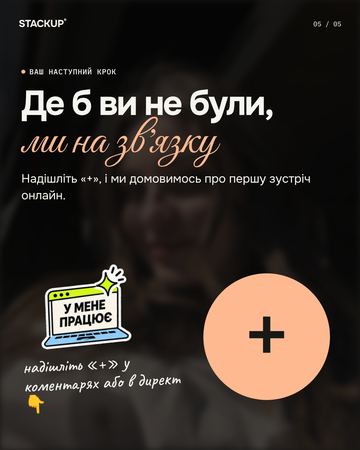 STACKUP®
05 / 05
ВАШ НАСТУПНИЙ КРОК
Де б ви не були,
ми на зв'язку
Надішліть «+», і ми домовимось про першу зустріч
онлайн.
У МЕНЕ
ПРАЦЮЄ
+
надішліть «+» у
коментарях або в директ
👇